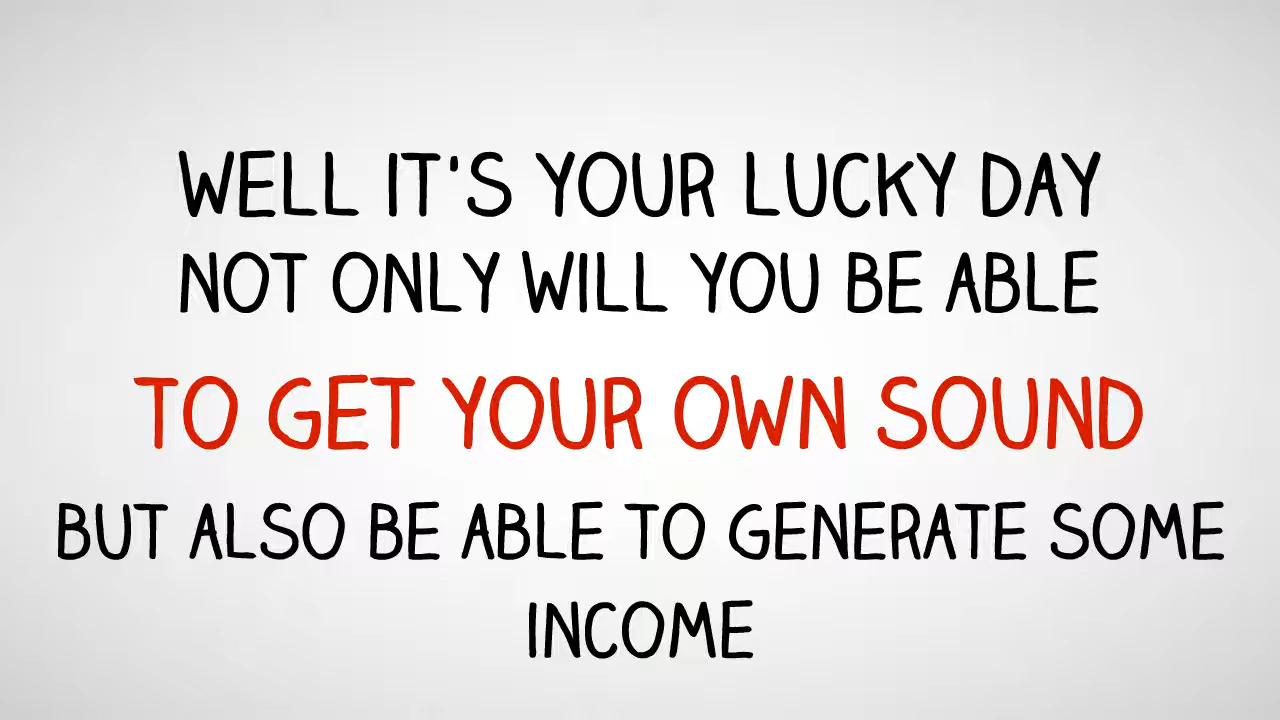 WELL IT'S YOUR LUCKY DAY
NOT ONLY WILL YOU BE ABLE
TO GET YOUR OWN SOUND
BUT ALSO BE ABLE TO GENERATE SOME
INCOME